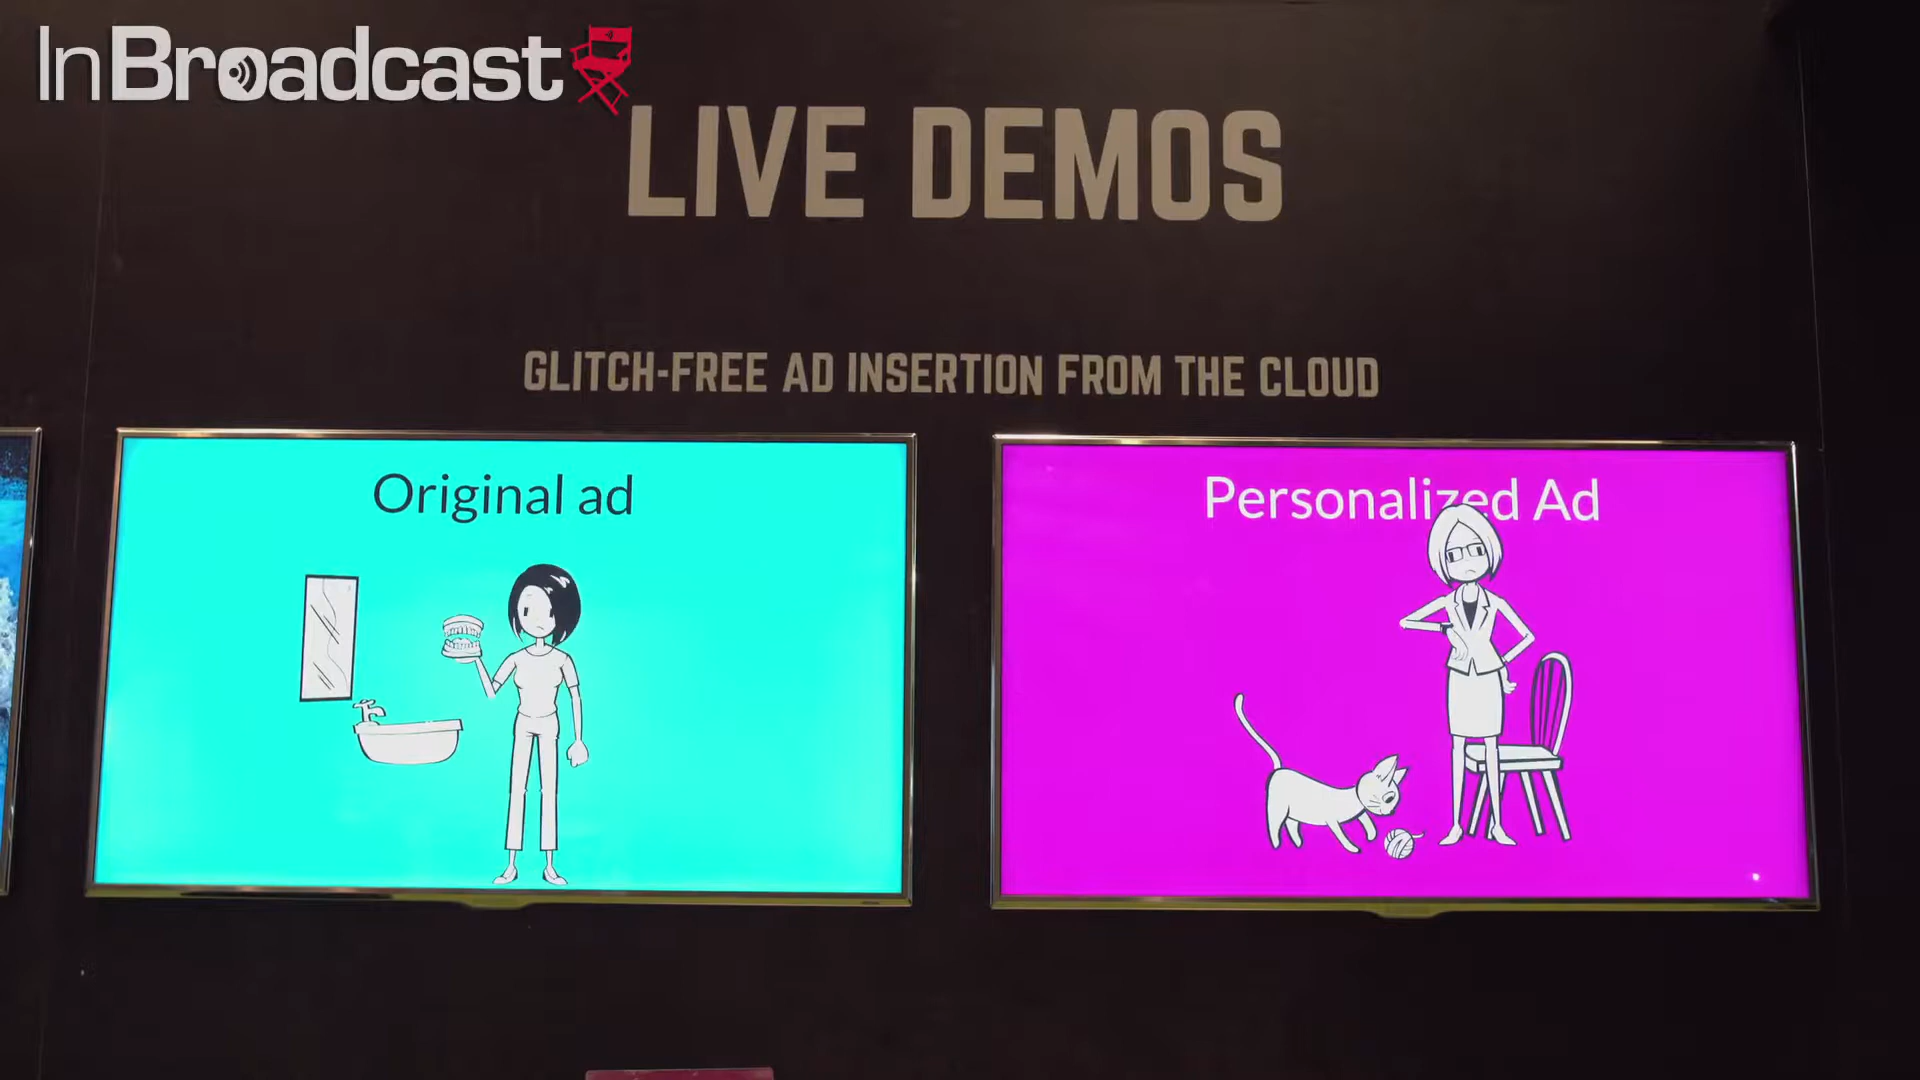 InBroadcast
LIVE DEMOS
GLITCH-FREE AD INSERTION FROM THE CLOUD
Original ad
Personalized Ad